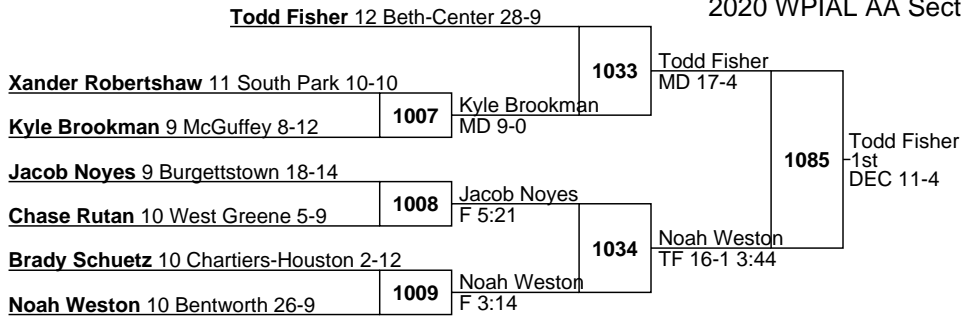 2020 WPIAL AA Sect
Todd Fisher 12 Beth-Center 28-9
1033
Todd Fisher
MD 17-4
Xander Robertshaw 11 South Park 10-10
1007
Kyle Brookman
MD 9-0
Kyle Brookman 9 McGuffey 8-12
1085
Todd Fisher
1st
DEC 11-4
Jacob Noyes 9 Burgettstown 18-14
1008
Jacob Noyes
F 5:21
Chase Rutan 10 West Greene 5-9
1034
Noah Weston
TF 16-1 3:44
Brady Schuetz 10 Chartiers-Houston 2-12
1009
Noah Weston
F 3:14
Noah Weston 10 Bentworth 26-9